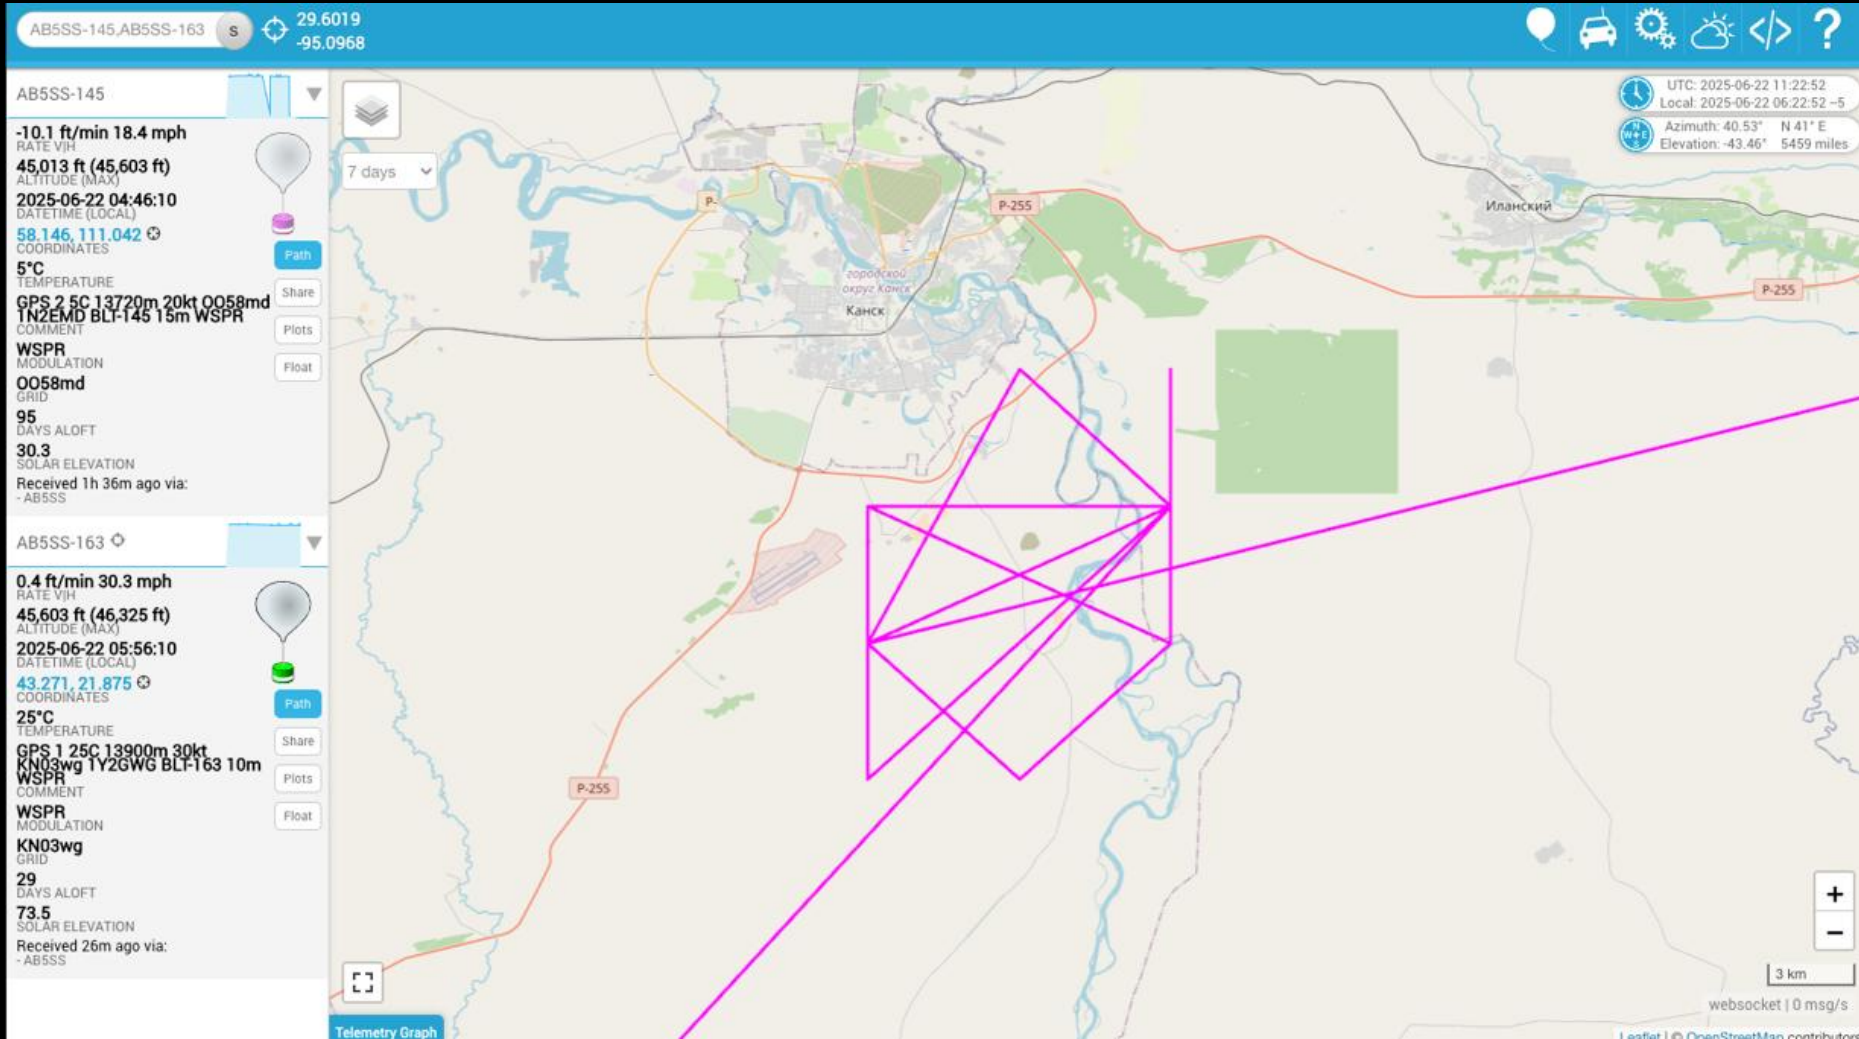 AB5SS-145,AB5SS-163
S
29.6019
-95.0968
?
AB5SS-145
-10.1 ft/min 18.4 mph
RATE V|H
45,013 ft (45,603 ft)
ALTITUDE (MAX)
2025-06-22 04:46:10
DATETIME (LOCAL)
58.146, 111.042
COORDINATES
5°C
TEMPERATURE
GPS 2 5C 13720m 20kt OO58md
1N2EMD BLT-145 15m WSPR
COMMENT
WSPR
MODULATION
OO58md
GRID
95
DAYS ALOFT
30.3
SOLAR ELEVATION
Received 1h 36m ago via:
- AB5SS
Path
Share
Plots
Float
AB5SS-163
0.4 ft/min 30.3 mph
RATE V|H
45,603 ft (46,325 ft)
ALTITUDE (MAX)
2025-06-22 05:56:10
DATETIME (LOCAL)
43.271, 21.875
COORDINATES
25°C
TEMPERATURE
GPS 1 25C 13900m 30kt
KN03wg 1Y2GWG BLT-163 10m
WSPR
COMMENT
WSPR
MODULATION
KN03wg
GRID
29
DAYS ALOFT
73.5
SOLAR ELEVATION
Received 26m ago via:
- AB5SS
Path
Share
Plots
Float
7 days
UTC: 2025-06-22 11:22:52
Local: 2025-06-22 06:22:52 -5
Azimuth: 40.53° N 41° E
Elevation: -43.46° 5459 miles
P-
P-255
Иланский
P-255
городской
округ Канск
Канск
P-255
+
−
3 km
websocket | 0 msg/s
Telemetry Graph
Leaflet | © OpenStreetMap contributors